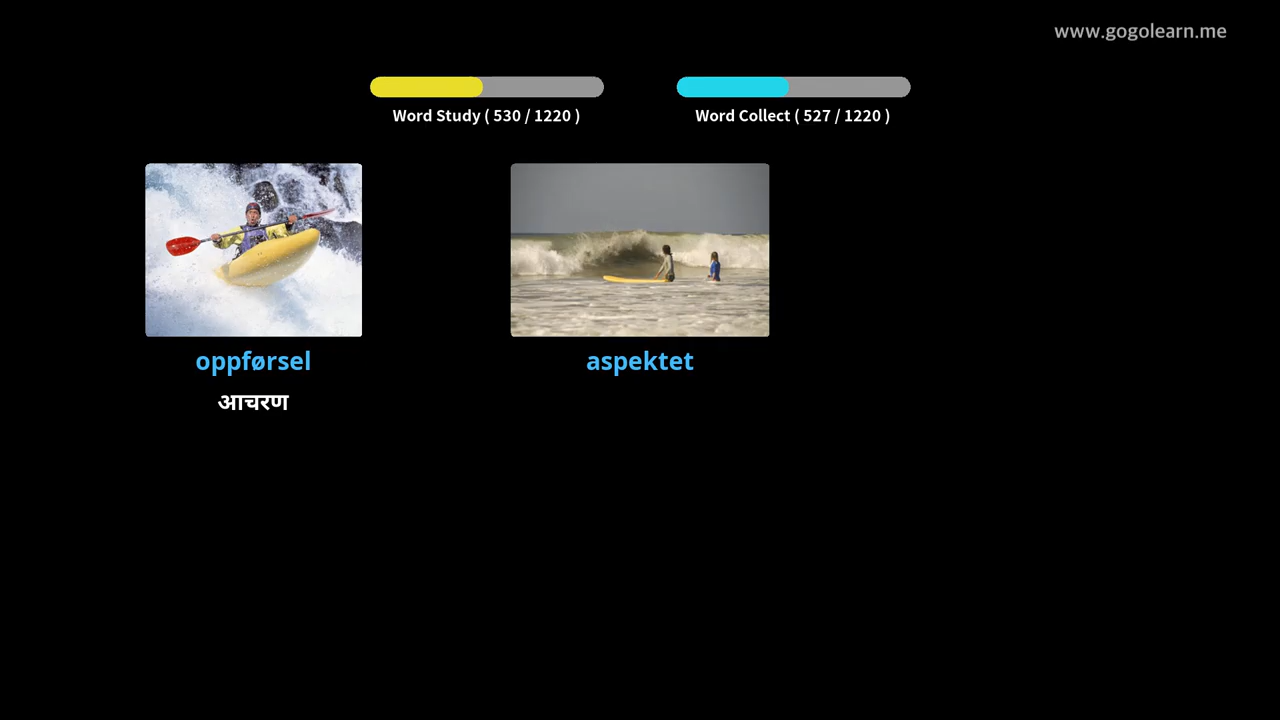 www.gogolearn.me
Word Study ( 530 / 1220 )
Word Collect ( 527 / 1220 )
oppførsel
aspektet
आचरण